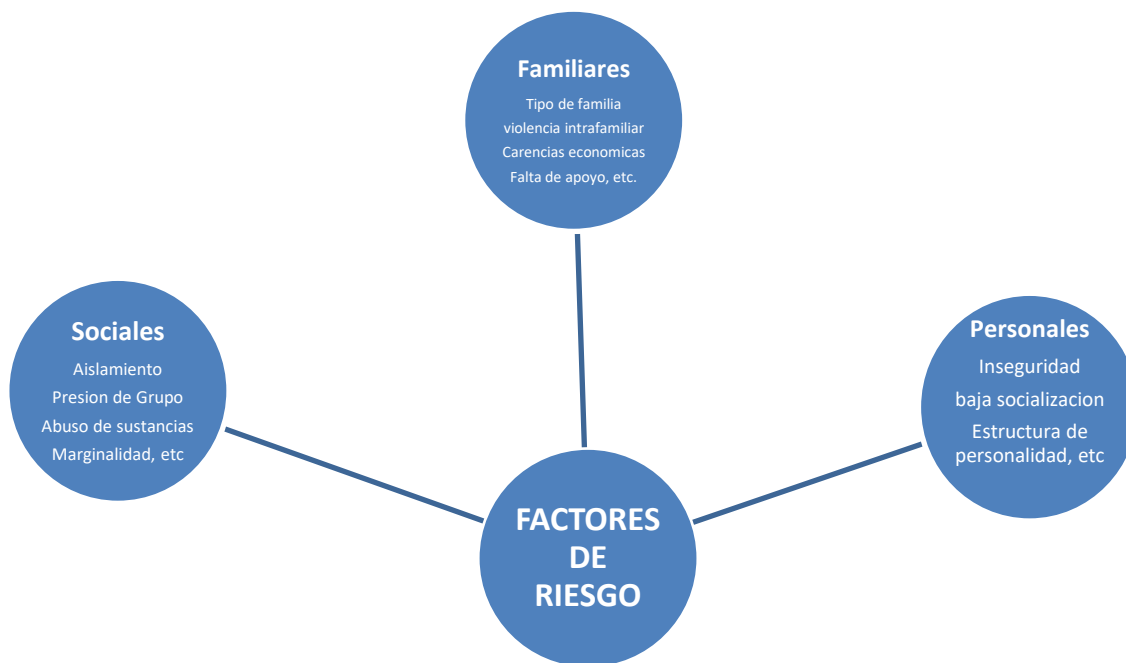 Familiares
Tipo de familia
violencia intrafamiliar
Carencias economicas
Falta de apoyo, etc.
Sociales
Aislamiento
Presion de Grupo
Abuso de sustancias
Marginalidad, etc
Personales
Inseguridad
baja socializacion
Estructura de
personalidad, etc
FACTORES
DE
RIESGO